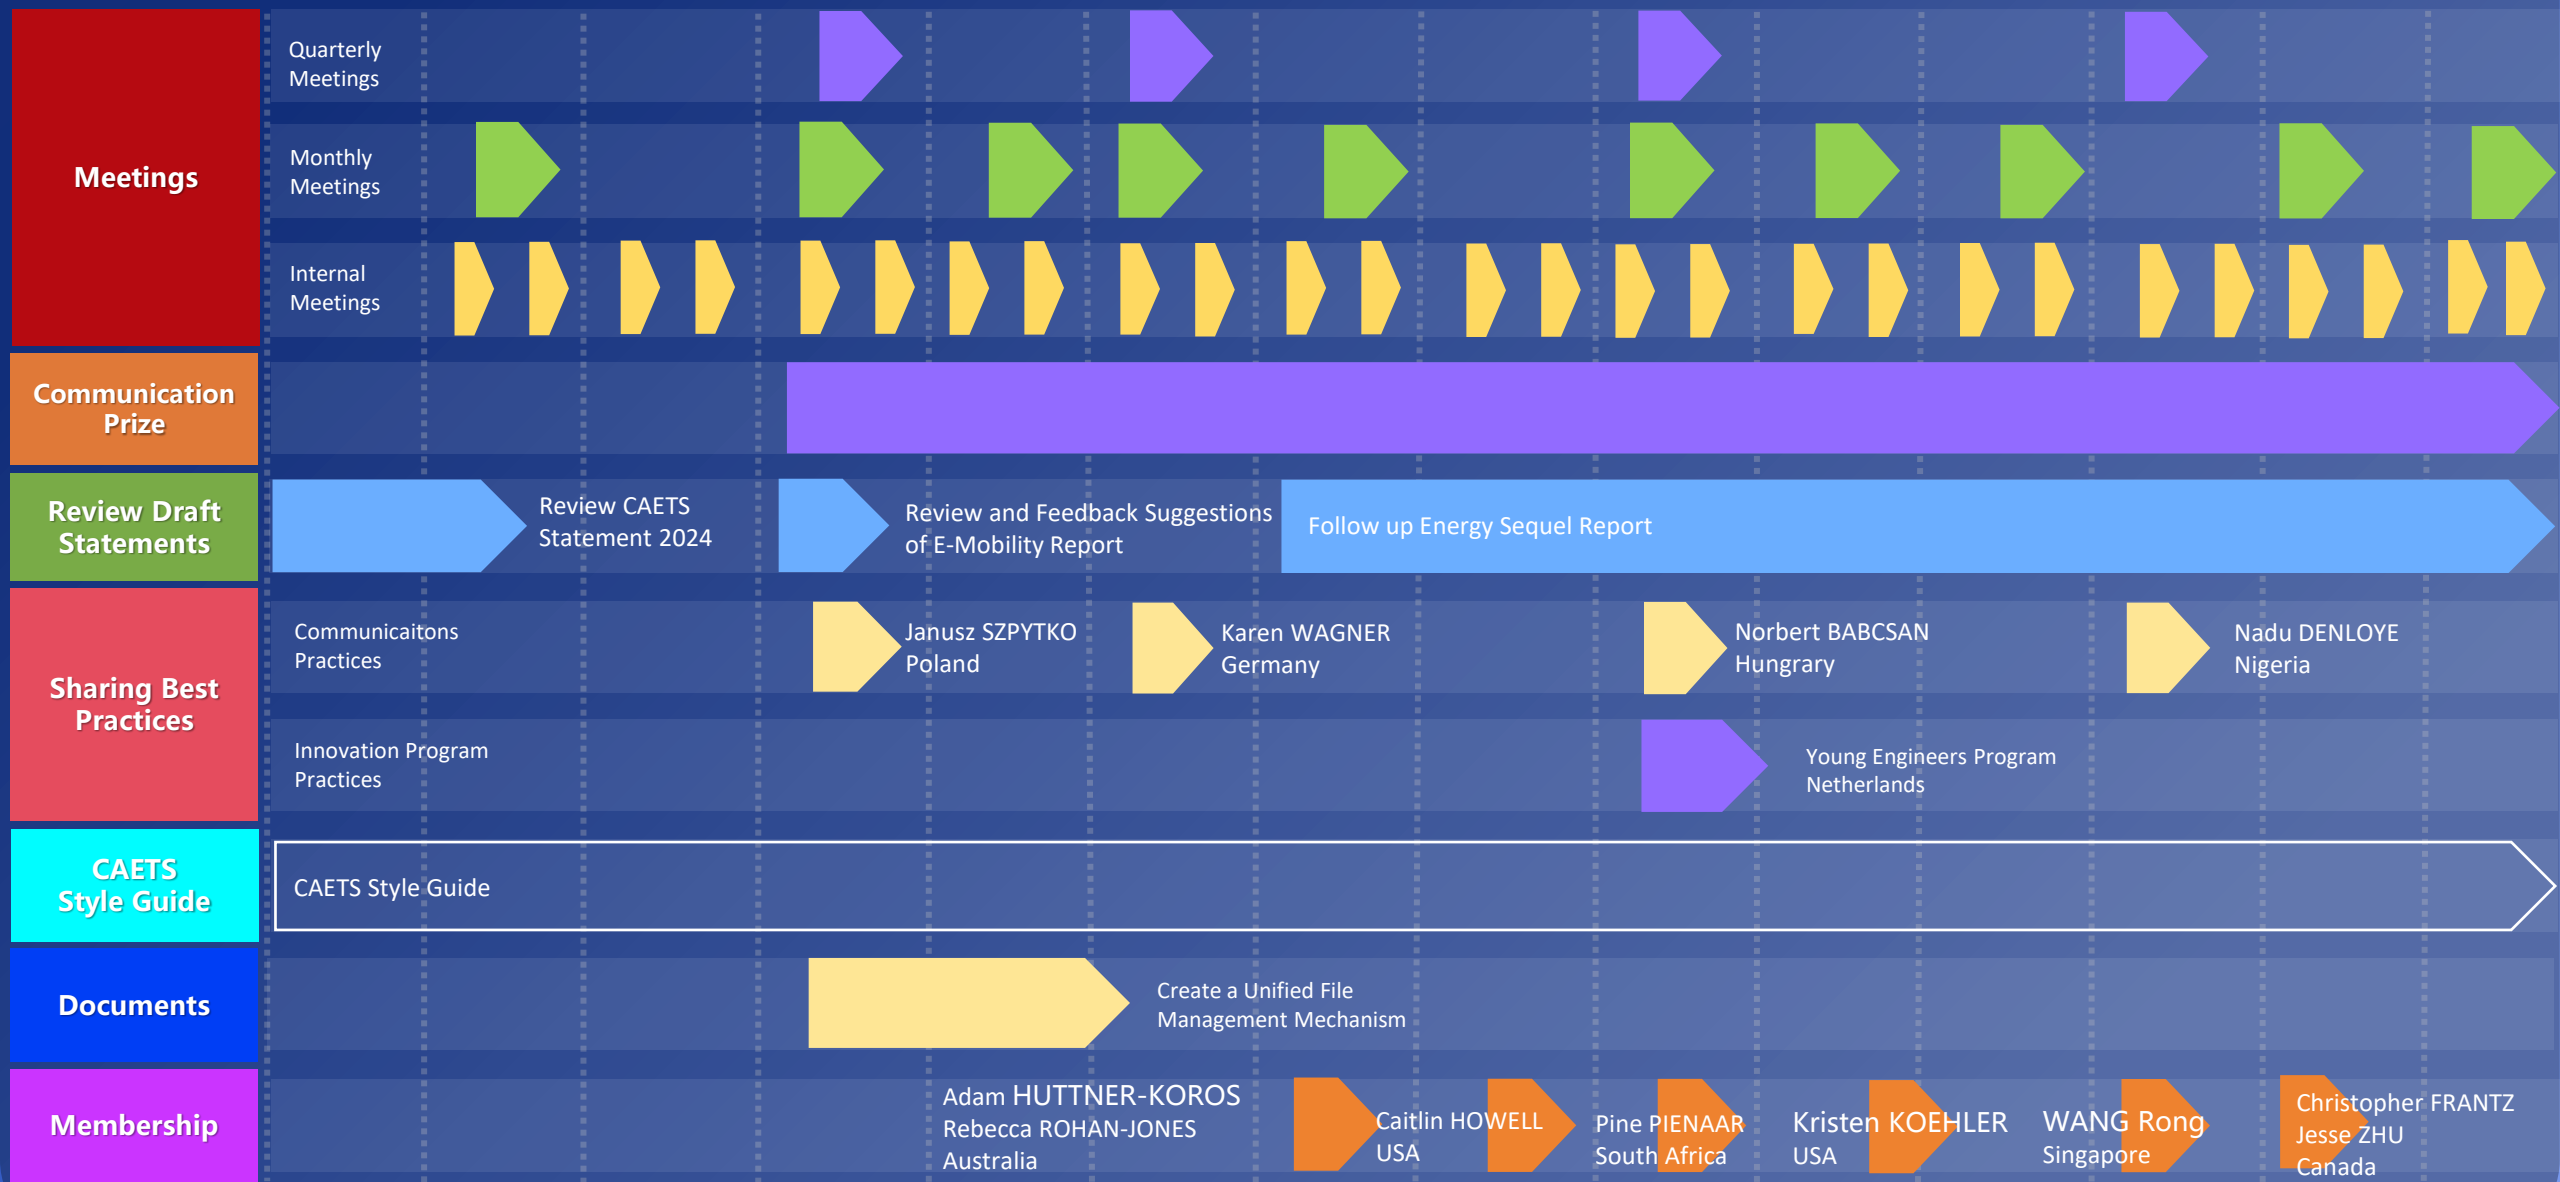 Meetings
Quarterly
Meetings
Monthly
Meetings
Internal
Meetings
Communication
Prize
Review Draft
Statements
Review CAETS
Statement 2024
Review and Feedback Suggestions
of E-Mobility Report
Follow up Energy Sequel Report
Sharing Best
Practices
Communicaitons
Practices
Janusz SZPYTKO
Poland
Karen WAGNER
Germany
Norbert BABCSAN
Hungrary
Nadu DENLOYE
Nigeria
Innovation Program
Practices
Young Engineers Program
Netherlands
CAETS
Style Guide
CAETS Style Guide
Documents
Create a Unified File
Management Mechanism
Membership
Adam HUTTNER-KOROS
Rebecca ROHAN-JONES
Australia
Caitlin HOWELL
USA
Pine PIENAAR
South Africa
Kristen KOEHLER
USA
WANG Rong
Singapore
Christopher FRANTZ
Jesse ZHU
Canada